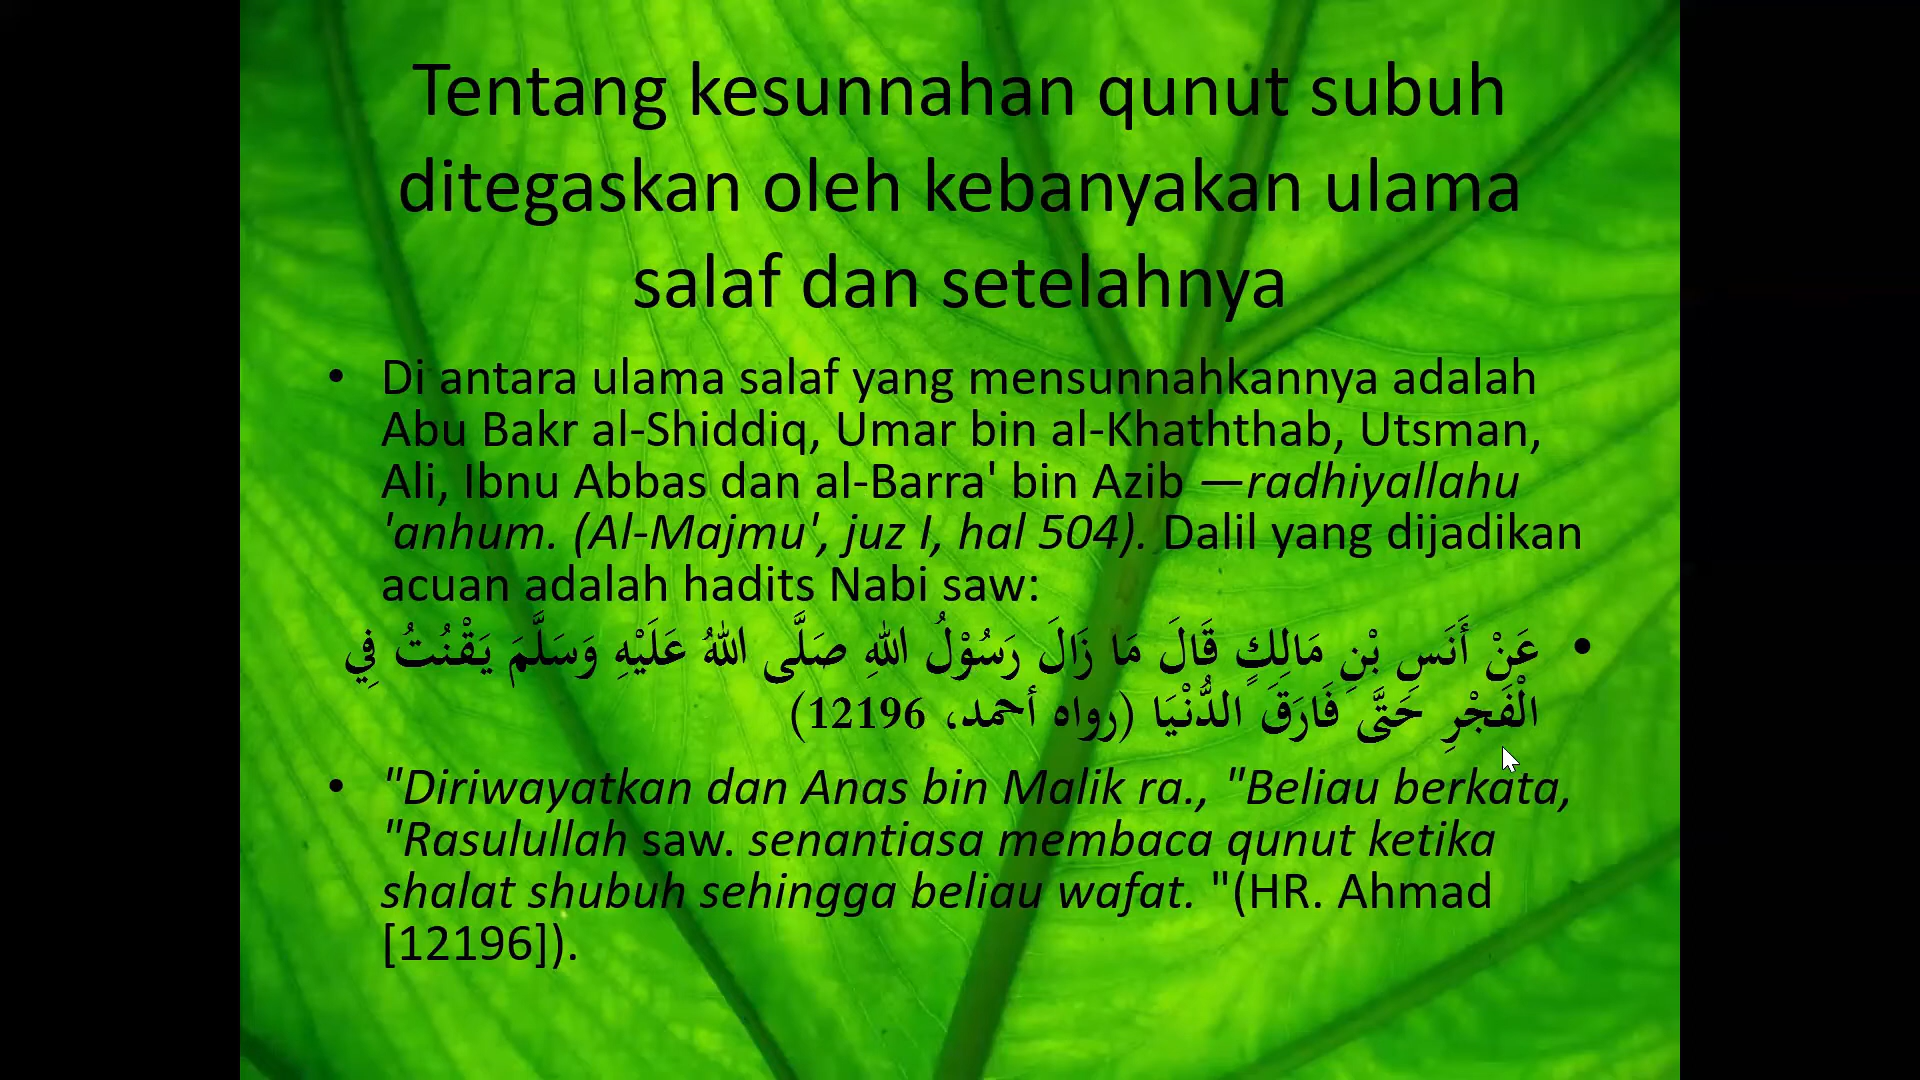 Tentang kesunnahan qunut subuh
ditegaskan oleh kebanyakan ulama
salaf dan setelahnya
• Di antara ulama salaf yang mensunnahkannya adalah
Abu Bakr al-Shiddiq, Umar bin al-Khaththab, Utsman,
Ali, Ibnu Abbas dan al-Barra' bin Azib —radhiyallahu
'anhum. (Al-Majmu', juz I, hal 504). Dalil yang dijadikan
acuan adalah hadits Nabi saw:
• عَنْ أَنَسِ بْنِ مَالِكٍ قَالَ مَا زَالَ رَسُوْلُ اللهِ صَلَّى اللهُ عَلَيْهِ وَسَلَّمَ يَقْنُتُ فِي
الْفَجْرِ حَتَّى فَارَقَ الدُّنْيَا (رواه أحمد، 12196)
• "Diriwayatkan dan Anas bin Malik ra., "Beliau berkata,
"Rasulullah saw. senantiasa membaca qunut ketika
shalat shubuh sehingga beliau wafat. "(HR. Ahmad
[12196]).